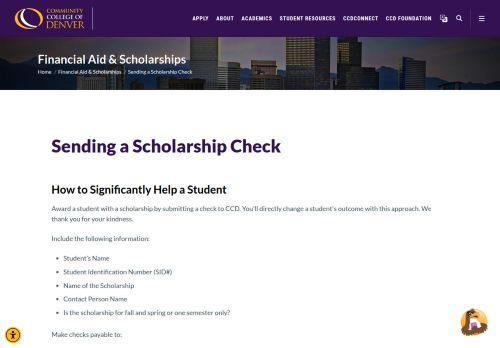 COMMUNITY
COLLEGE OF
DENVER
APPLY ABOUT ACADEMICS STUDENT RESOURCES CCDCONNECT CCD FOUNDATION
Financial Aid & Scholarships
Home / Financial Aid & Scholarships / Sending a Scholarship Check
Sending a Scholarship Check
How to Significantly Help a Student
Award a student with a scholarship by submitting a check to CCD. You'll directly change a student's outcome with this approach. We
thank you for your kindness.
Include the following information:
• Student's Name
• Student Identification Number (SID#)
• Name of the Scholarship
• Contact Person Name
• Is the scholarship for fall and spring or one semester only?
Make checks payable to: